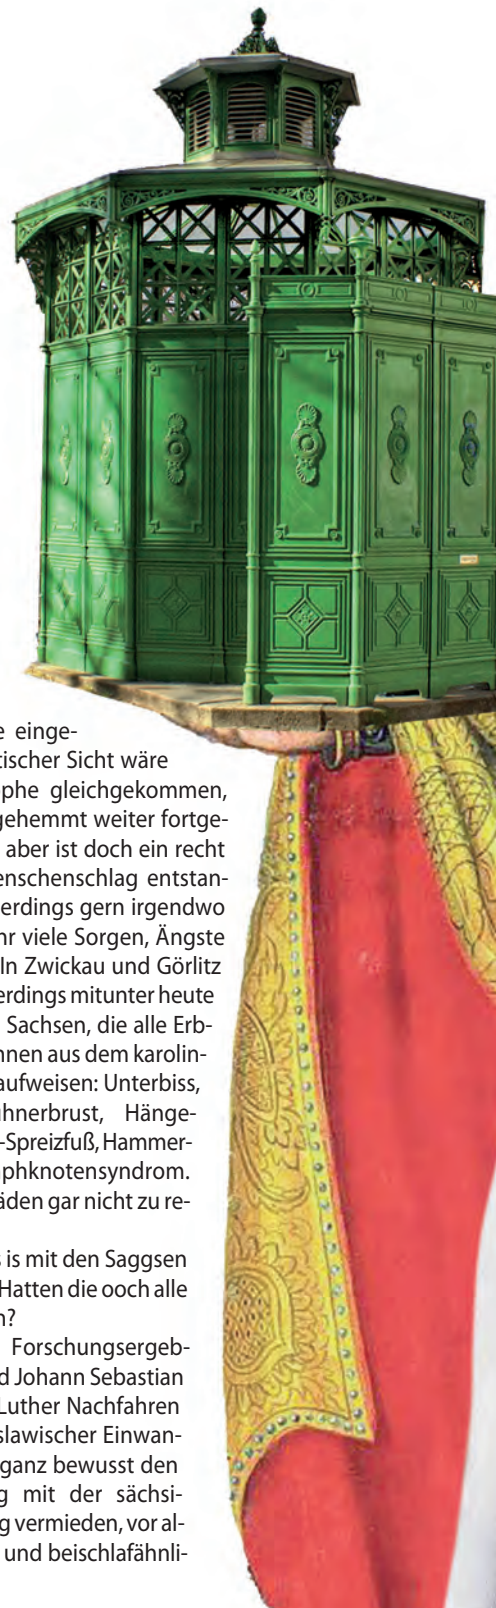 e einge-
tischer Sicht wäre
phe gleichgekommen,
gehemmt weiter fortge-
aber ist doch ein recht
enschenschlag entstan-
erdings gern irgendwo
hr viele Sorgen, Ängste
In Zwickau und Görlitz
erdings mitunter heute
Sachsen, die alle Erb-
nnen aus dem karolin-
aufweisen: Unterbiss,
ühnerbrust, Hänge-
-Spreizfuß, Hammer-
phknotensyndrom.
äden gar nicht zu re-
s is mit den Saggsen
Hatten die ooch alle
n?
Forschungsergeb-
d Johann Sebastian
Luther Nachfahren
slawischer Einwan-
ganz bewusst den
g mit der sächsi-
g vermieden, vor al-
und beischlafähnli-